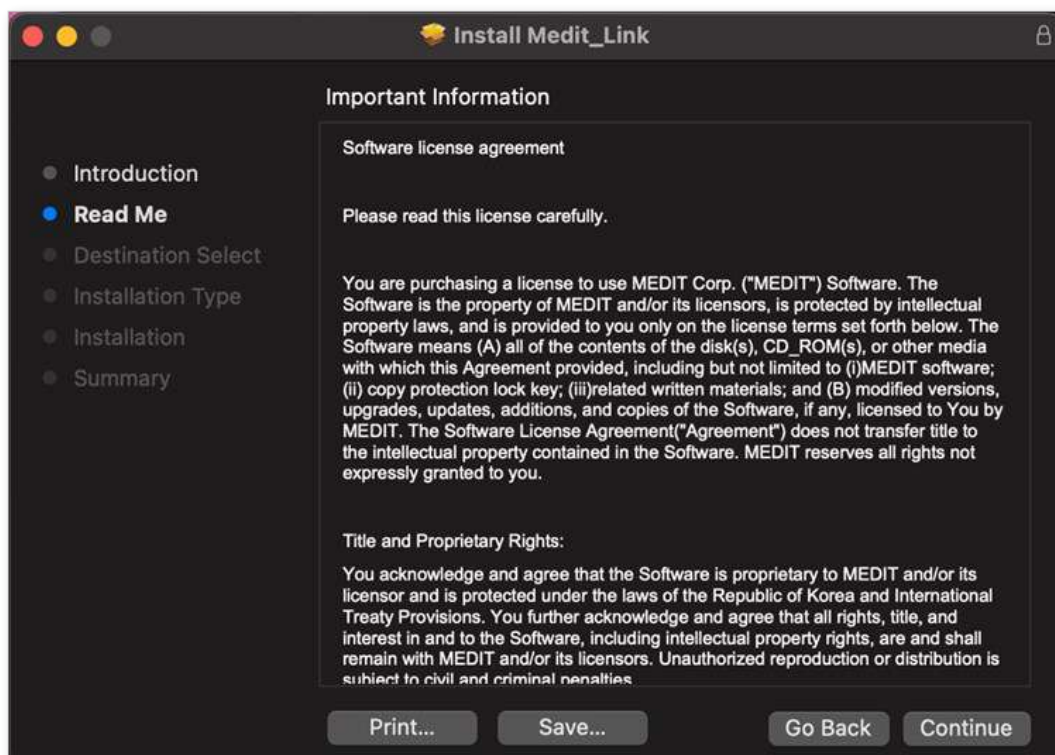 Install Medit_Link
Important Information
Introduction
Read Me
Destination Select
Installation Type
Installation
Summary
Software license agreement
Please read this license carefully.
You are purchasing a license to use MEDIT Corp. ("MEDIT") Software. The
Software is the property of MEDIT and/or its licensors, is protected by intellectual
property laws, and is provided to you only on the license terms set forth below. The
Software means (A) all of the contents of the disk(s), CD_ROM(s), or other media
with which this Agreement provided, including but not limited to (i)MEDIT software;
(ii) copy protection lock key; (iii)related written materials; and (B) modified versions,
upgrades, updates, additions, and copies of the Software, if any, licensed to You by
MEDIT. The Software License Agreement("Agreement") does not transfer title to
the intellectual property contained in the Software. MEDIT reserves all rights not
expressly granted to you.
Title and Proprietary Rights:
You acknowledge and agree that the Software is proprietary to MEDIT and/or its
licensor and is protected under the laws of the Republic of Korea and International
Treaty Provisions. You further acknowledge and agree that all rights, title, and
interest in and to the Software, including intellectual property rights, are and shall
remain with MEDIT and/or its licensors. Unauthorized reproduction or distribution is
subject to civil and criminal penalties
Print...
Save...
Go Back
Continue